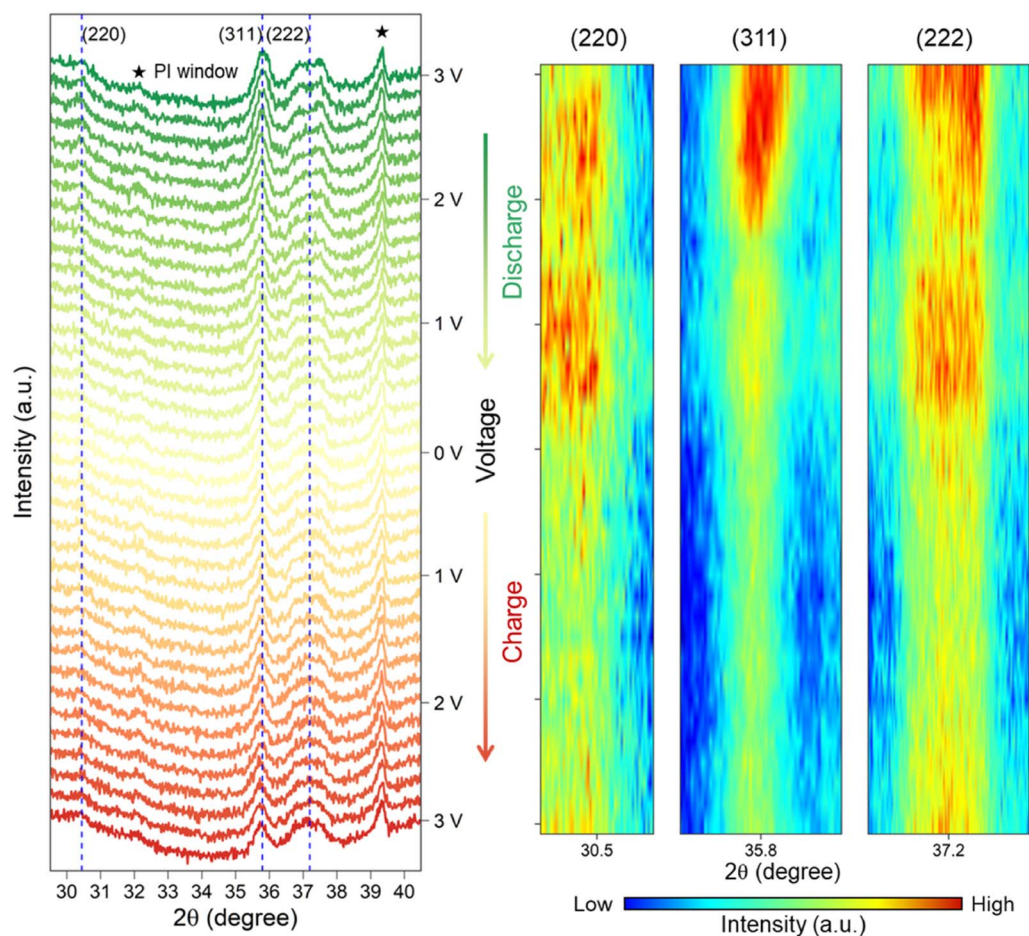 (220)
(311)
(222)
★
★ PI window
3 V
2 V
1 V
0 V
1 V
2 V
3 V
Discharge
Voltage
Charge
Intensity (a.u.)
30 31 32 33 34 35 36 37 38 39 40
2θ (degree)
(220)
(311)
(222)
30.5
35.8
37.2
2θ (degree)
Low
High
Intensity (a.u.)